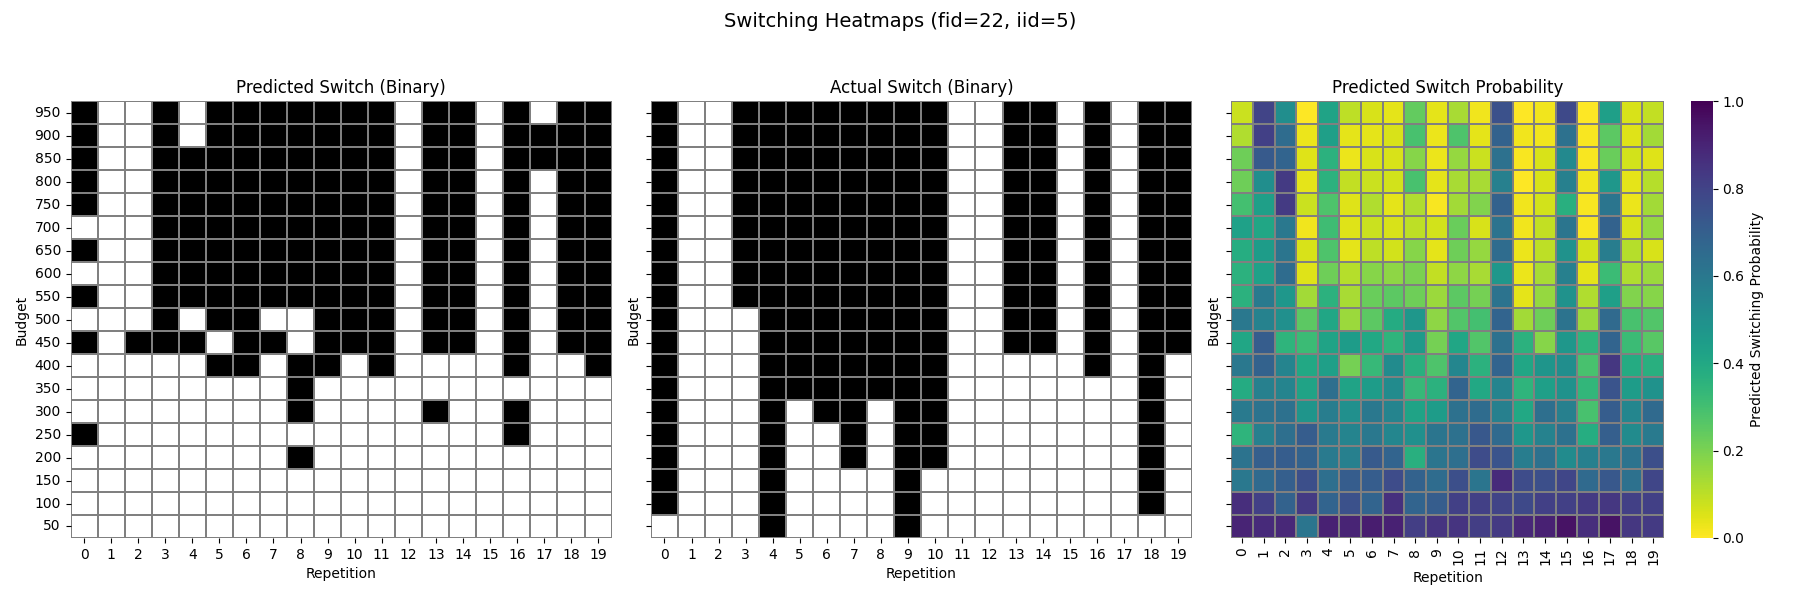 Switching Heatmaps (fid=22, iid=5)
Predicted Switch (Binary)
Actual Switch (Binary)
Predicted Switch Probability
Budget
950
900
850
800
750
700
650
600
550
500
450
400
350
300
250
200
150
100
50
0 1 2 3 4 5 6 7 8 9 10 11 12 13 14 15 16 17 18 19
Repetition
Budget
0 1 2 3 4 5 6 7 8 9 10 11 12 13 14 15 16 17 18 19
Repetition
Budget
0 1 2 3 4 5 6 7 8 9 10 11 12 13 14 15 16 17 18 19
Repetition
1.0
0.8
0.6
0.4
0.2
0.0
Predicted Switching Probability